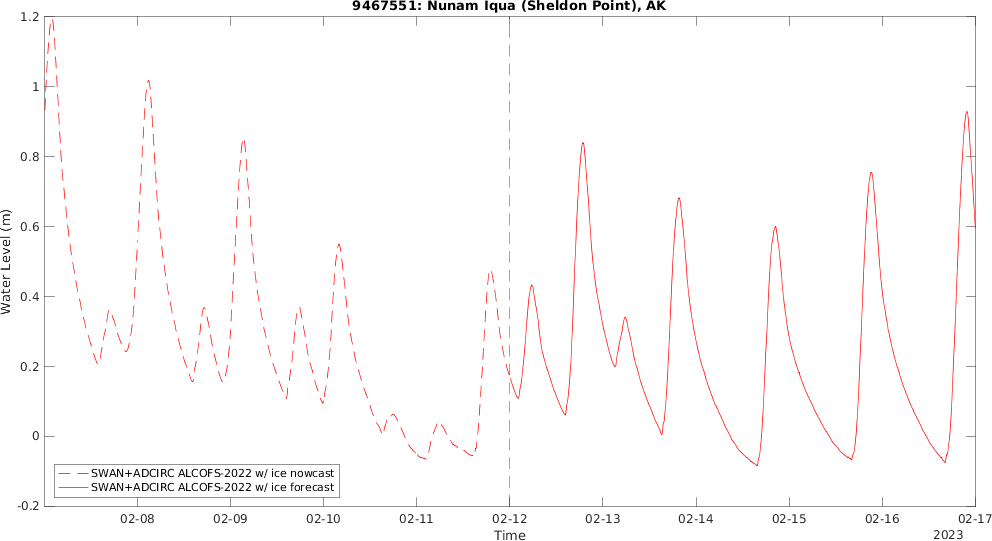 9467551: Nunam Iqua (Sheldon Point), AK
Water Level (m)
1.2
1
0.8
0.6
0.4
0.2
0
-0.2
SWAN+ADCIRC ALCOFS-2022 w/ ice nowcast
SWAN+ADCIRC ALCOFS-2022 w/ ice forecast
02-08 02-09 02-10 02-11 02-12 02-13 02-14 02-15 02-16 02-17
Time
2023